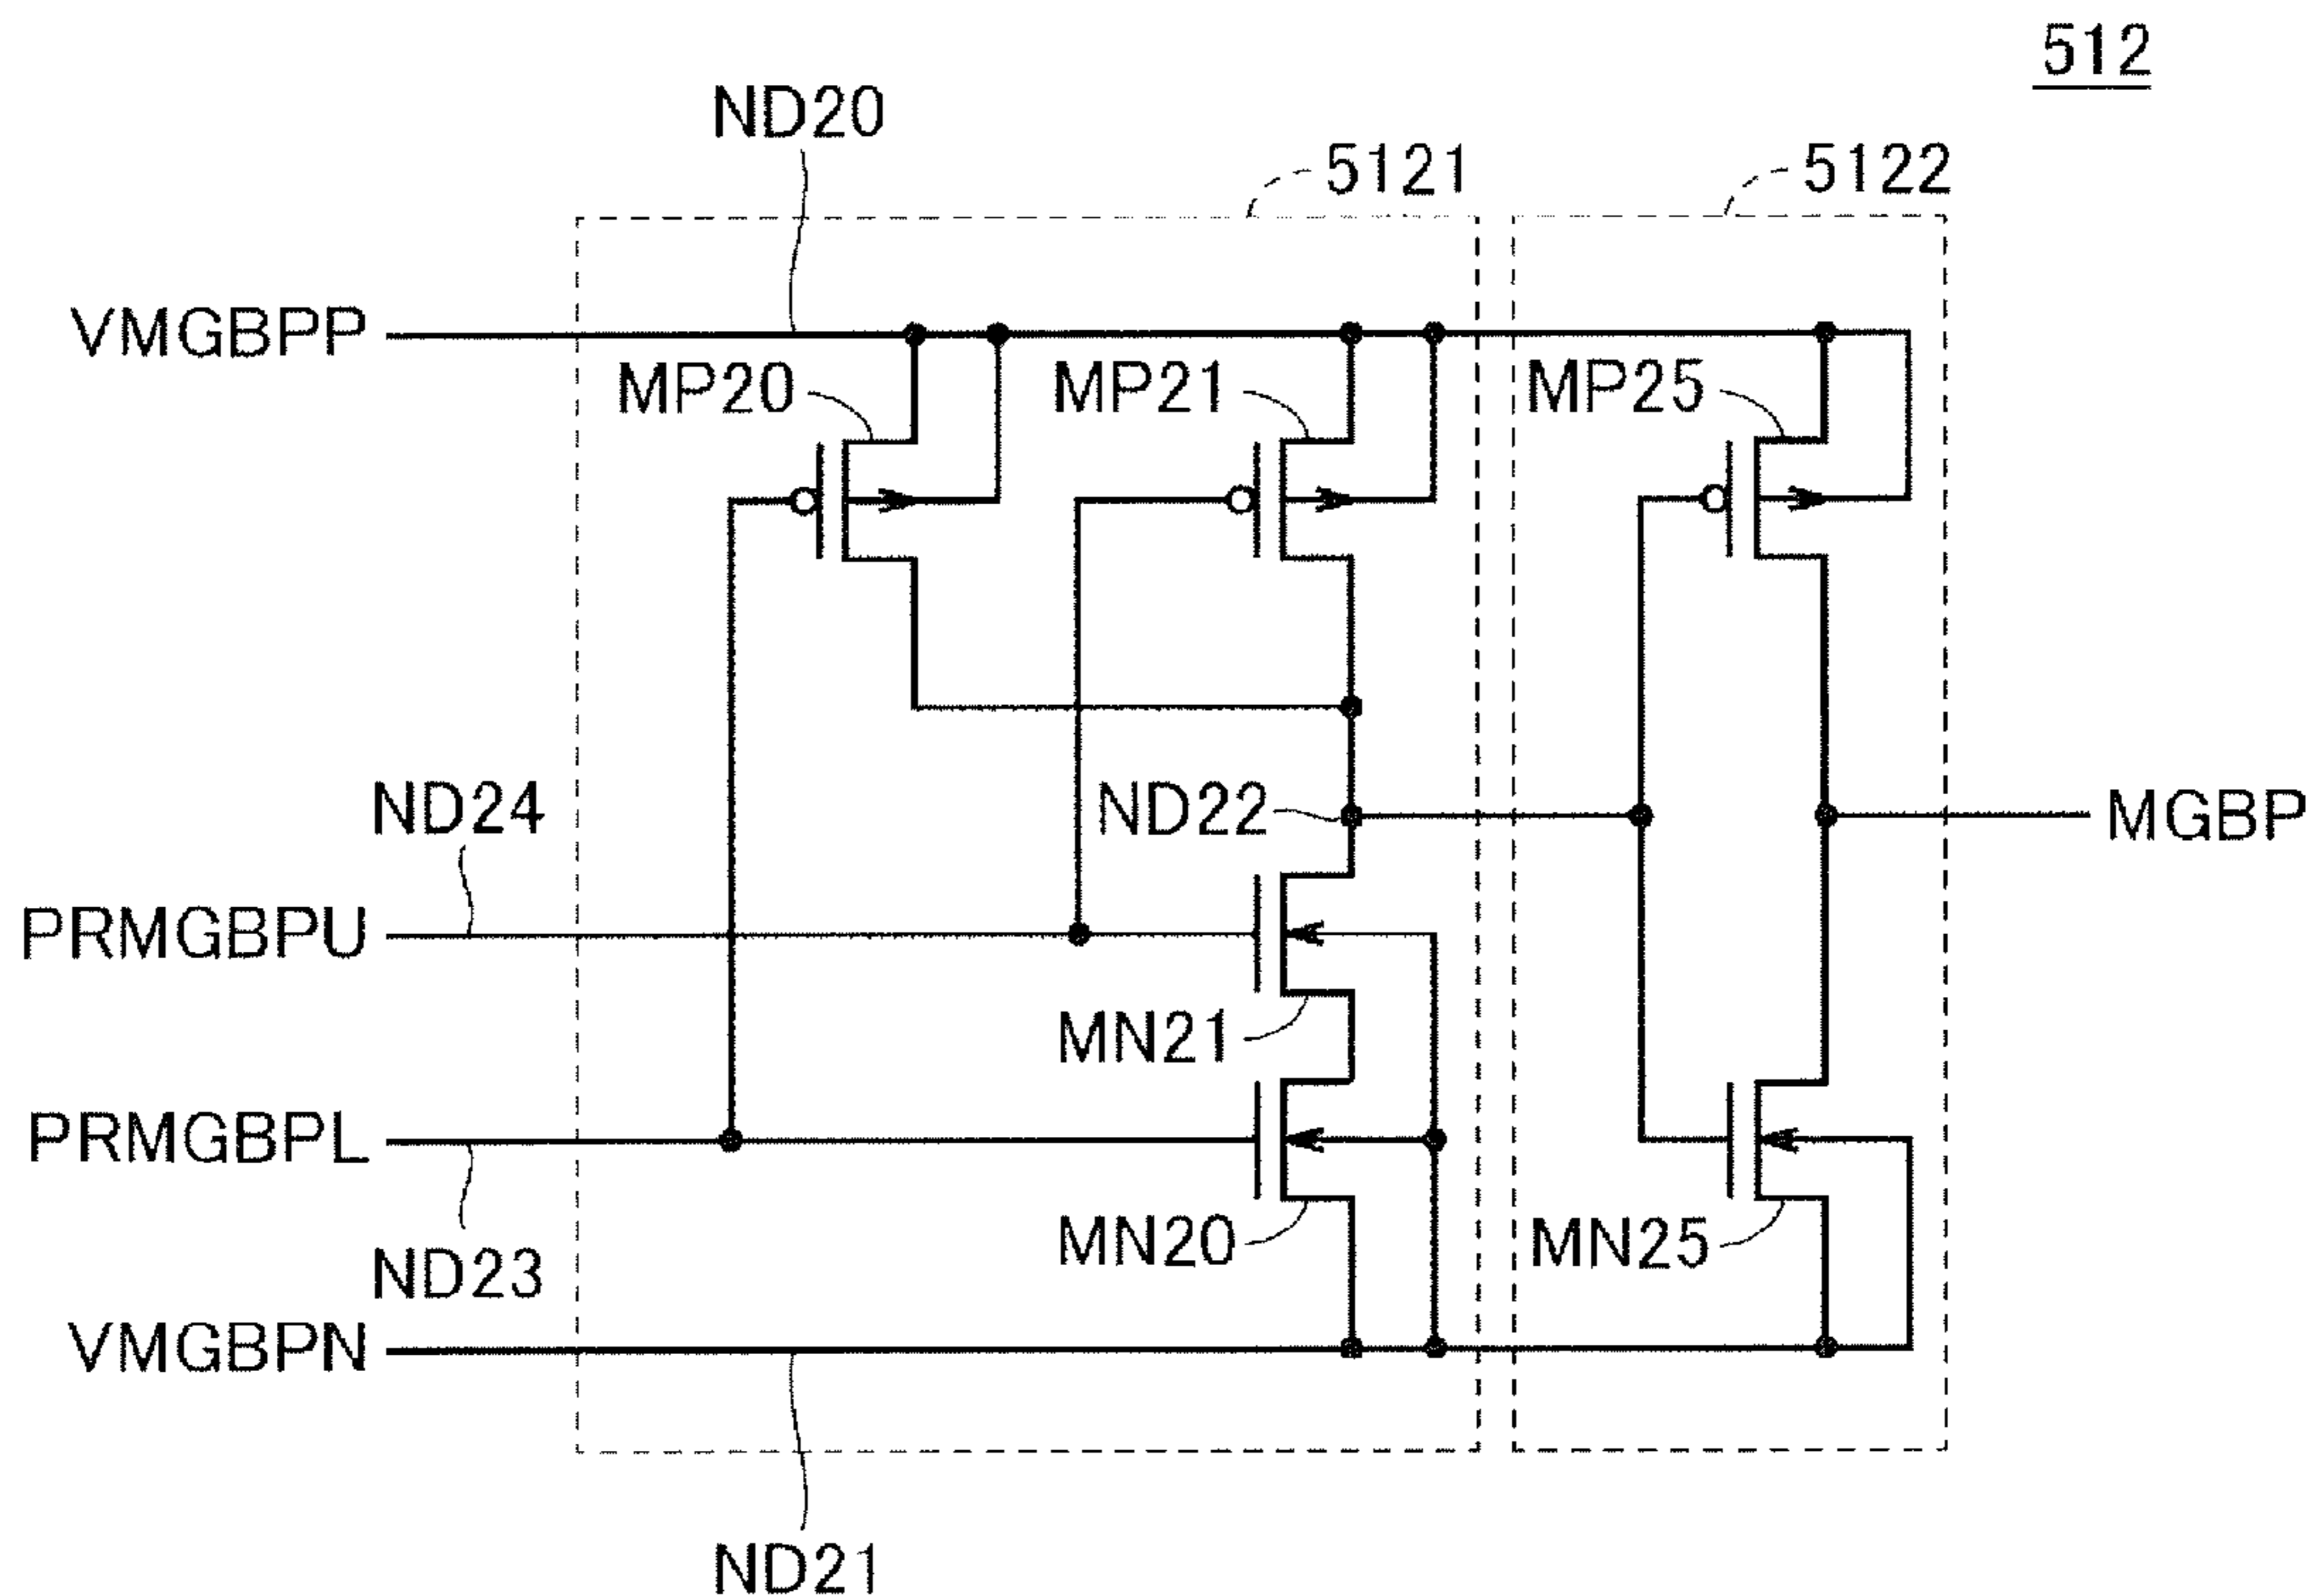 512
ND20
5121
5122
VMGBPP
MP20
MP21
MP25
ND24
ND22
MGBP
PRMGBPU
MN21
PRMGBPL
MN20
MN25
ND23
VMGBPN
ND21